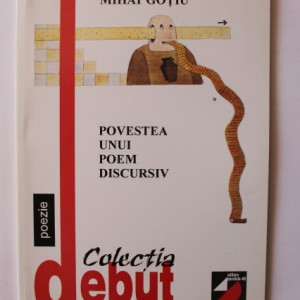 MIHAI GOȚIU
POVESTEA
UNUI
POEM
DISCURSIV
poezie
Colecția
debut